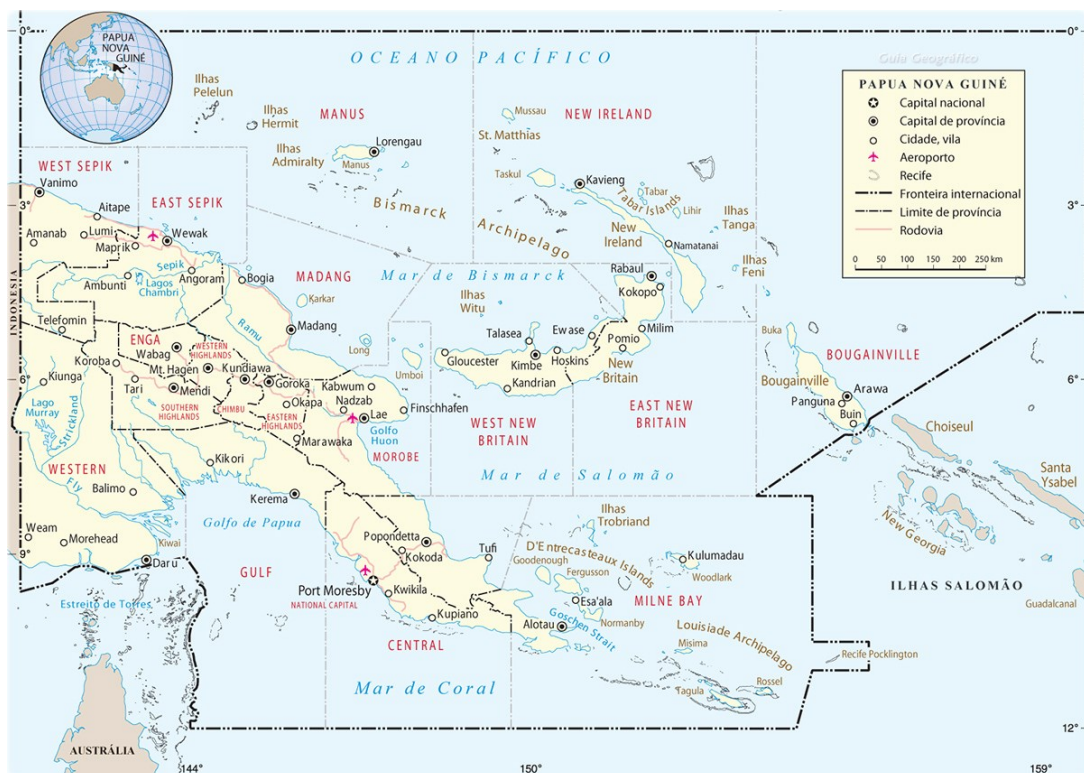 PAPUA
NOVA
GUINÉ
0°
0°
OCEANO PACÍFICO
Guia Geográfico
PAPUA NOVA GUINÉ
Capital nacional
Capital de província
Cidade, vila
Aeroporto
Recife
Fronteira internacional
Limite de província
Rodovia
0 50 100 150 200 250 km
Ilhas
Pelelun
Ilhas
Hermit
MANUS
Ilhas
Admiralty
Lorengau
Manus
Mussau
St. Matthias
NEW IRELAND
Taskul
Kavieng
Tabar
Tabar Islands
Lihir
New
Ireland
Namatanai
Ilhas
Tanga
Ilhas
Feni
WEST SEPIK
Vanimo
3°
3°
EAST SEPIK
Aitape
Amanab
Lumi
Maprik
Wewak
Bismarck
Archipelago
Mar de Bismarck
Sepik
Ambunti
Lagos
Chambri
Angoram
Bogia
MADANG
Karkar
Ramu
Madang
INDONESIA
Telefomin
Rabaul
Kokopo
Ilhas
Witu
Talasea
Ewase
Milim
Pomio
Gloucester
Kimbe
Hoskins
New
Britain
Kandrian
Long
Umboi
Buka
BOUGAINVILLE
Bougainville
Arawa
Panguna
Buin
ENGA
Wabag
WESTERN
HIGHLANDS
Koroba
Mt. Hagen
Kundiawa
Goroka
Kabwum
Kiunga
Tari
Mendi
Okapa
Nadzab
6°
6°
Lae
Finschhafen
Lago
Murray
Strickland
SOUTHERN
HIGHLANDS
CHIMBU
EASTERN
HIGHLANDS
Golfo
Huon
Marawaka
MOROBE
WEST NEW
BRITAIN
EAST NEW
BRITAIN
Choiseul
Santa
Ysabel
WESTERN
Fly
Kikori
Mar de Salomão
Balimo
Kerema
New Georgia
Weam
Morehead
Kiwai
Golfo de Papua
Popondetta
Kokoda
Tufi
Ilhas
Trobriand
D'Entrecasteaux Islands
Goodenough
Fergusson
Kulumadau
Woodlark
9°
9°
Daru
GULF
Port Moresby
NATIONAL CAPITAL
Kwikila
Esa'ala
MILNE BAY
ILHAS SALOMÃO
Guadalcanal
Estreito de Torres
Kupiano
Alotau
Goschen Strait
Normanby
Louisiade Archipelago
CENTRAL
Misima
Recife Pocklington
Mar de Coral
Tagula
Rossel
12°
AUSTRÁLIA
144°
150°
159°